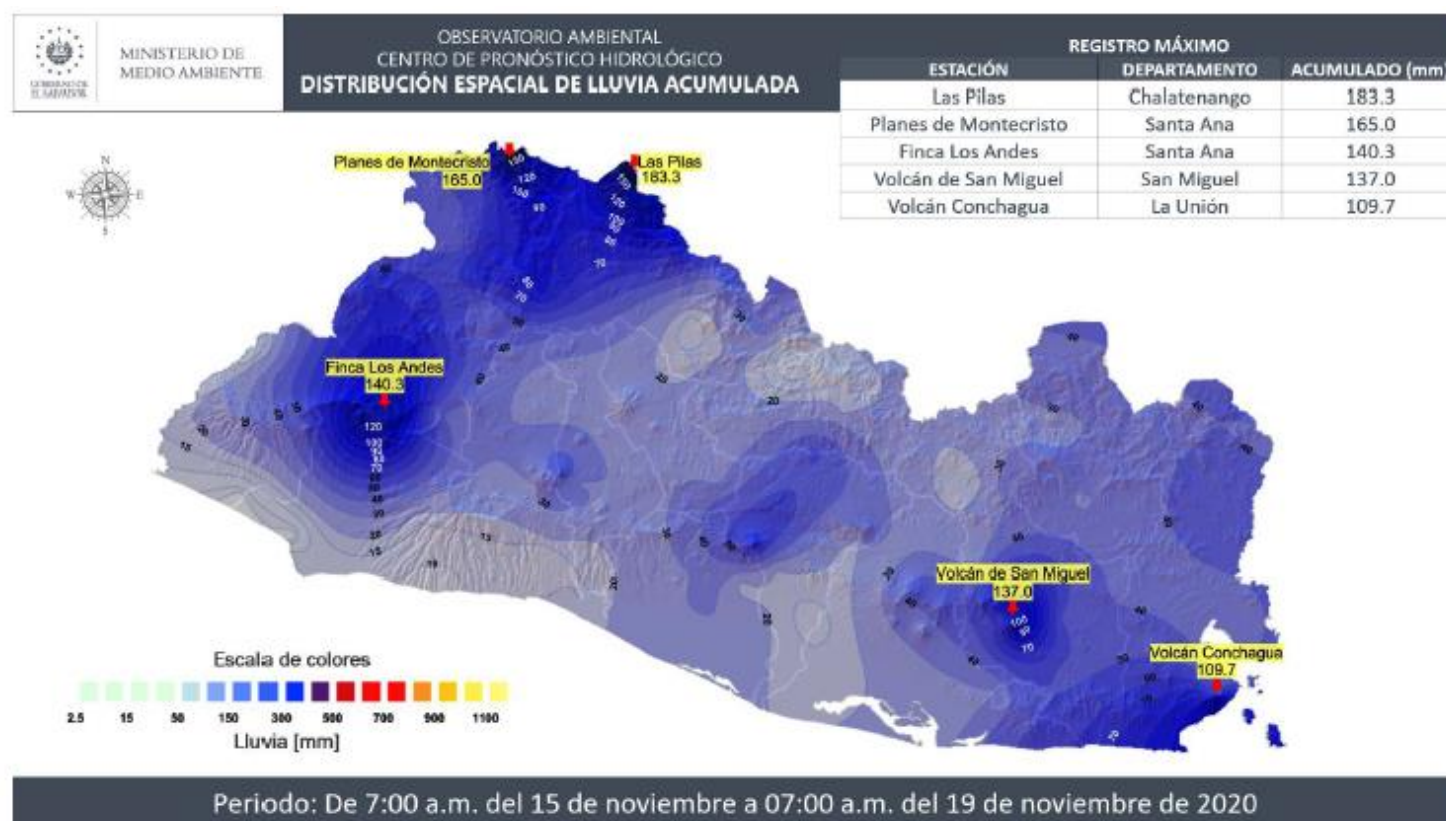 MINISTERIO DE
MEDIO AMBIENTE
GOBIERNO DE
EL SALVADOR
OBSERVATORIO AMBIENTAL
CENTRO DE PRONÓSTICO HIDROLÓGICO
DISTRIBUCIÓN ESPACIAL DE LLUVIA ACUMULADA
REGISTRO MÁXIMO
ESTACIÓN DEPARTAMENTO ACUMULADO (mm)
Las Pilas Chalatenango 183.3
Planes de Montecristo Santa Ana 165.0
Finca Los Andes Santa Ana 140.3
Volcán de San Miguel San Miguel 137.0
Volcán Conchagua La Unión 109.7
N
W E
S
Planes de Montecristo
165.0
Las Pilas
183.3
Finca Los Andes
140.3
Volcán de San Miguel
137.0
Volcán Conchagua
109.7
Escala de colores
2.5 15 50 150 300 500 700 900 1100
Lluvia [mm]
Periodo: De 7:00 a.m. del 15 de noviembre a 07:00 a.m. del 19 de noviembre de 2020